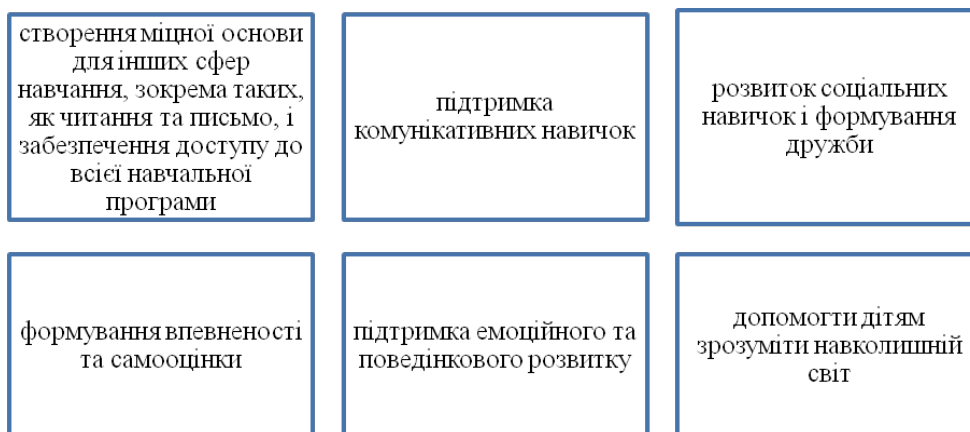 створення міцної основи
для інших сфер
навчання, зокрема таких,
як читання та письмо, і
забезпечення доступу до
всієї навчальної
програми
підтримка
комунікативних навичок
розвиток соціальних
навичок і формування
дружби
формування впевненості
та самооцінки
підтримка емоційного та
поведінкового розвитку
допомогти дітям
зрозуміти навколишній
світ